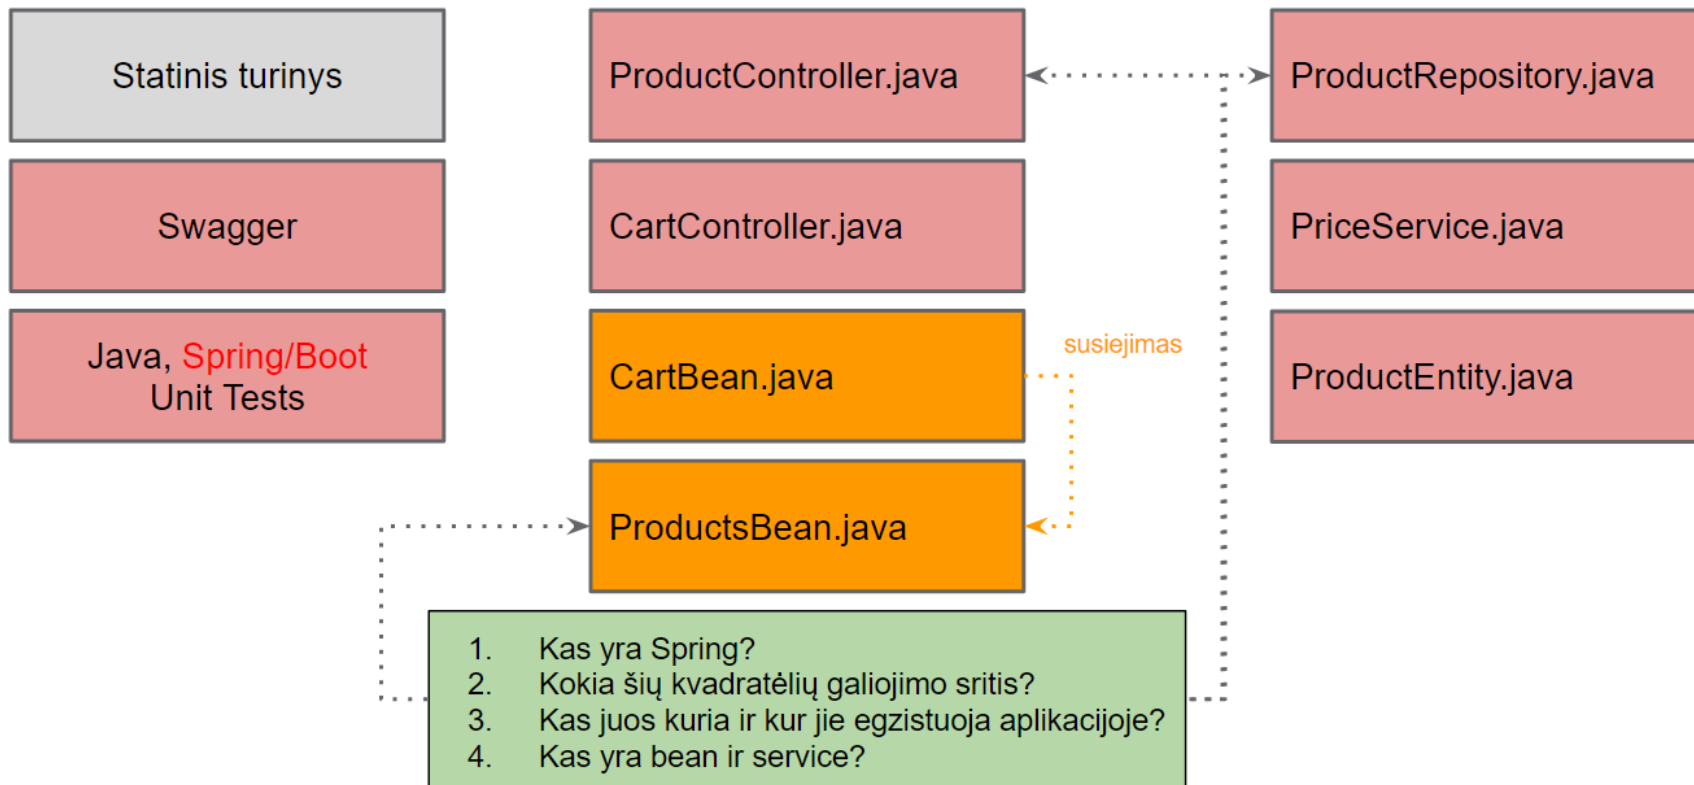 Statinis turinys
Swagger
Java, Spring/Boot
Unit Tests
ProductController.java
CartController.java
CartBean.java
ProductsBean.java
susiejimas
ProductRepository.java
PriceService.java
ProductEntity.java
1. Kas yra Spring?
2. Kokia šių kvadratėlių galiojimo sritis?
3. Kas juos kuria ir kur jie egzistuoja aplikacijoje?
4. Kas yra bean ir service?